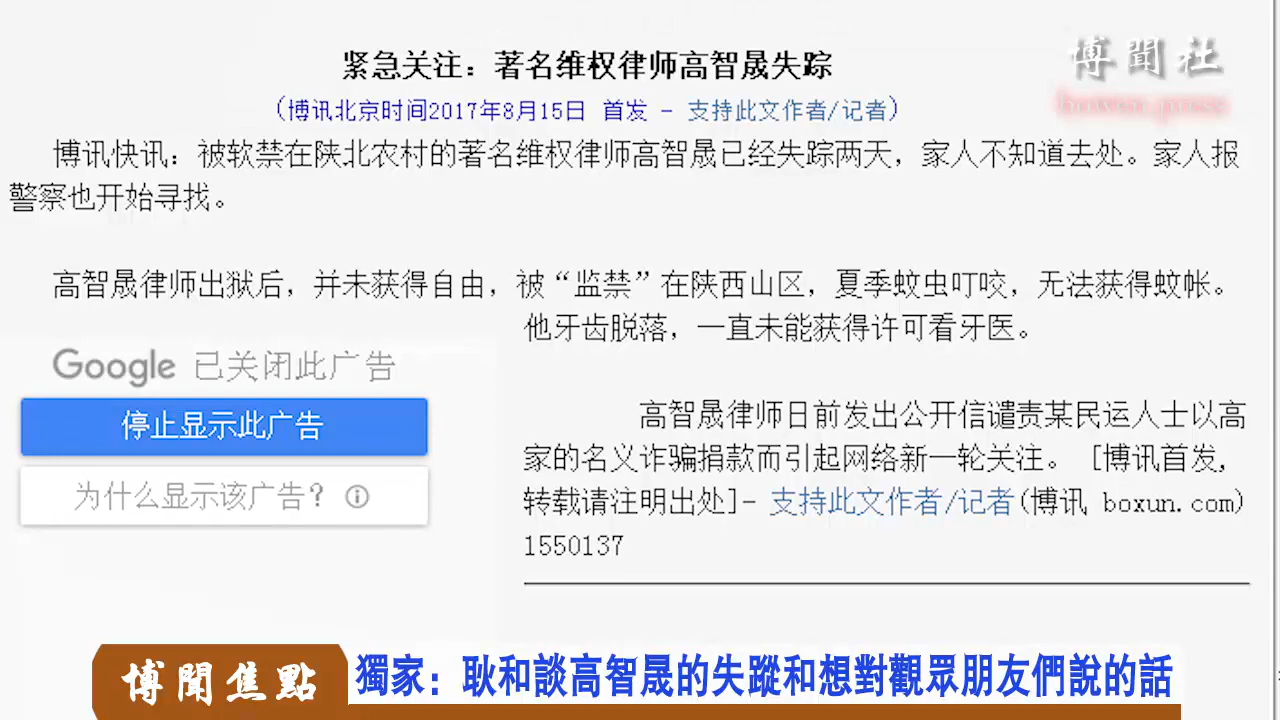 紧急关注：著名维权律师高智晟失踪
博聞社
bowen.press
（博讯北京时间2017年8月15日 首发 - 支持此文作者/记者）
博讯快讯：被软禁在陕北农村的著名维权律师高智晟已经失踪两天，家人不知道去处。家人报
警察也开始寻找。
高智晟律师出狱后，并未获得自由，被“监禁”在陕西山区，夏季蚊虫叮咬，无法获得蚊帐。
他牙齿脱落，一直未能获得许可看牙医。
Google 已关闭此广告
停止显示此广告
为什么显示该广告？
高智晟律师日前发出公开信谴责某民运人士以高
家的名义诈骗捐款而引起网络新一轮关注。 [博讯首发,
转载请注明出处]- 支持此文作者/记者(博讯 boxun.com)
1550137
博聞焦點
獨家：耿和談高智晟的失蹤和想對觀眾朋友們說的話